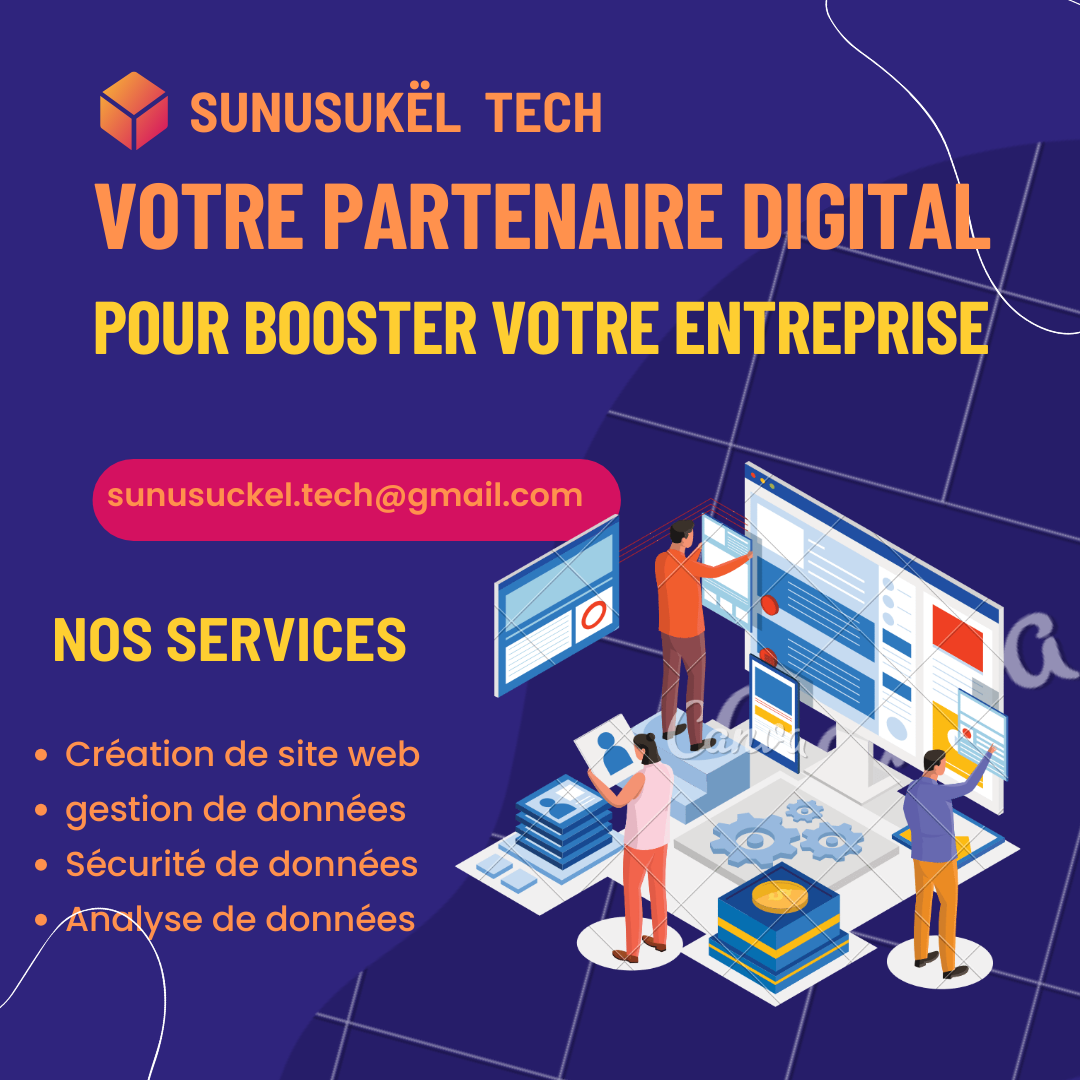 SUNUSUKËL TECH
VOTRE PARTENAIRE DIGITAL
POUR BOOSTER VOTRE ENTREPRISE
sunusuckel.tech@gmail.com
NOS SERVICES
• Création de site web
• gestion de données
• Sécurité de données
• Analyse de données
Canva